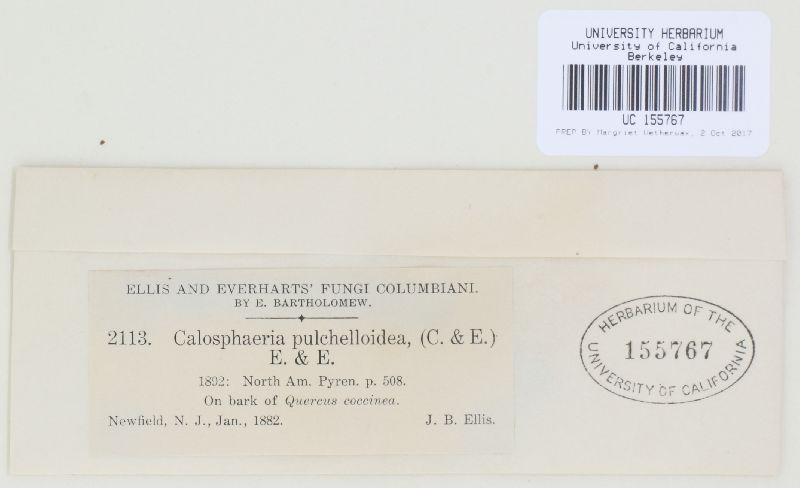 UNIVERSITY HERBARIUM
University of California
Berkeley
UC 155767
PREP BY Margriet Wetherwax, 2 Oct 2017
ELLIS AND EVERHARTS' FUNGI COLUMBIANI.
BY E. BARTHOLOMEW.
2113. Calosphaeria pulchelloidea, (C. & E.)
E. & E.
1892: North Am. Pyren. p. 508.
On bark of Quercus coccinea.
Newfield, N. J., Jan., 1882. J. B. Ellis.
HERBARIUM OF THE
155767
UNIVERSITY OF CALIFORNIA